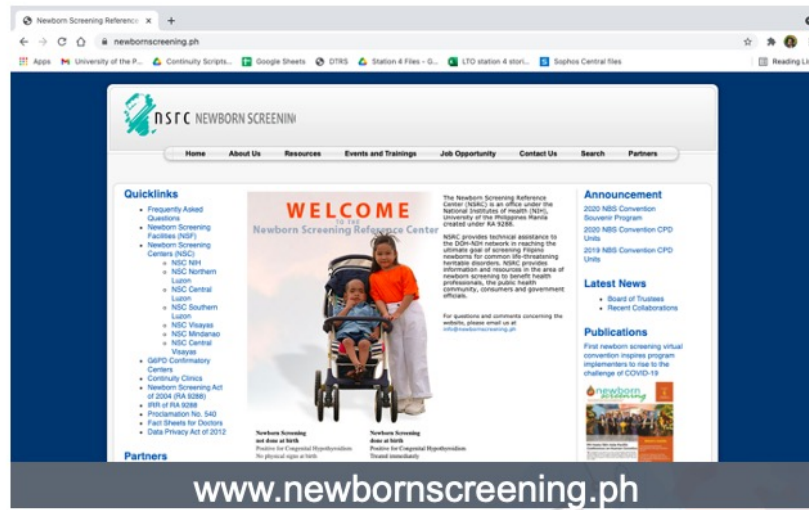 Newborn Screening Reference
newbornscreening.ph
Apps
University of the P...
Continuity Scripts...
Google Sheets
DTRS
Station 4 Files - G...
LTO station 4 stori...
Sophos Central files
Reading Lis
nsrc NEWBORN SCREENIN
Home
About Us
Resources
Events and Trainings
Job Opportunity
Contact Us
Search
Partners
Quicklinks
Frequently Asked
Questions
Newborn Screening
Facilities (NSF)
Newborn Screening
Centers (NSC)
NSC NIH
NSC Northern
Luzon
NSC Central
Luzon
NSC Southern
Luzon
NSC Visayas
NSC Mindanao
NSC Central
Visayas
G6PD Confirmatory
Centers
Continuity Clinics
Newborn Screening Act
of 2004 (RA 9288)
IRR of RA 9288
Proclamation No. 540
Fact Sheets for Doctors
Data Privacy Act of 2012
Partners
WELCOME
TO THE
Newborn Screening Reference Center
Newborn Screening
not done at birth
Positive for Congenital Hypothyroidism
No physical signs at birth
Newborn Screening
done at birth
Positive for Congenital Hypothyroidism
Treated immediately
The Newborn Screening Reference
Center (NSRC) is an office under the
National Institutes of Health (NIH),
University of the Philippines Manila
created under RA 9288.
NSRC provides technical assistance to
the DOH-NIH network in reaching the
ultimate goal of screening Filipino
newborns for common life-threatening
heritable disorders. NSRC provides
information and resources in the area of
newborn screening to benefit health
professionals, the public health
community, consumers and government
officials.
For questions and comments concerning the
website, please email us at
info@newbornscreening.ph
Announcement
2020 NBS Convention
Souvenir Program
2020 NBS Convention CPD
Units
2019 NBS Convention CPD
Units
Latest News
Board of Trustees
Recent Collaborations
Publications
First newborn screening virtual
convention inspires program
implementers to rise to the
challenge of COVID-19
newborn
screening
www.newbornscreening.ph